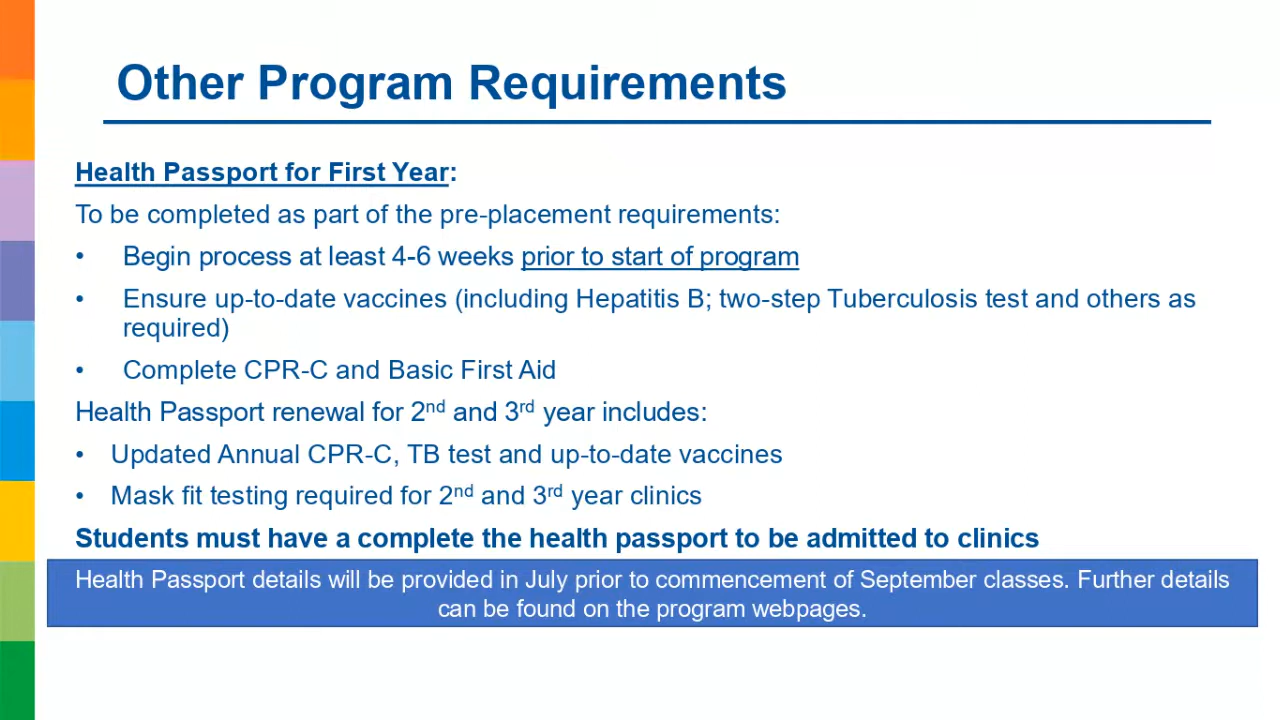 Other Program Requirements
Health Passport for First Year:
To be completed as part of the pre-placement requirements:
• Begin process at least 4-6 weeks prior to start of program
• Ensure up-to-date vaccines (including Hepatitis B; two-step Tuberculosis test and others as
required)
• Complete CPR-C and Basic First Aid
Health Passport renewal for 2nd and 3rd year includes:
• Updated Annual CPR-C, TB test and up-to-date vaccines
• Mask fit testing required for 2nd and 3rd year clinics
Students must have a complete the health passport to be admitted to clinics
Health Passport details will be provided in July prior to commencement of September classes. Further details
can be found on the program webpages.